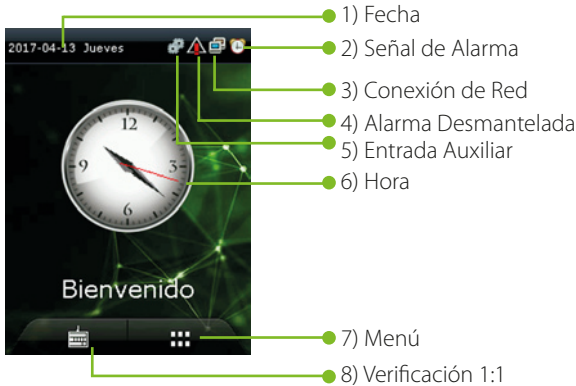 1) Fecha
2017-04-13 Jueves
2) Señal de Alarma
3) Conexión de Red
4) Alarma Desmantelada
5) Entrada Auxiliar
6) Hora
12
9
3
6
Bienvenido
7) Menú
8) Verificación 1:1